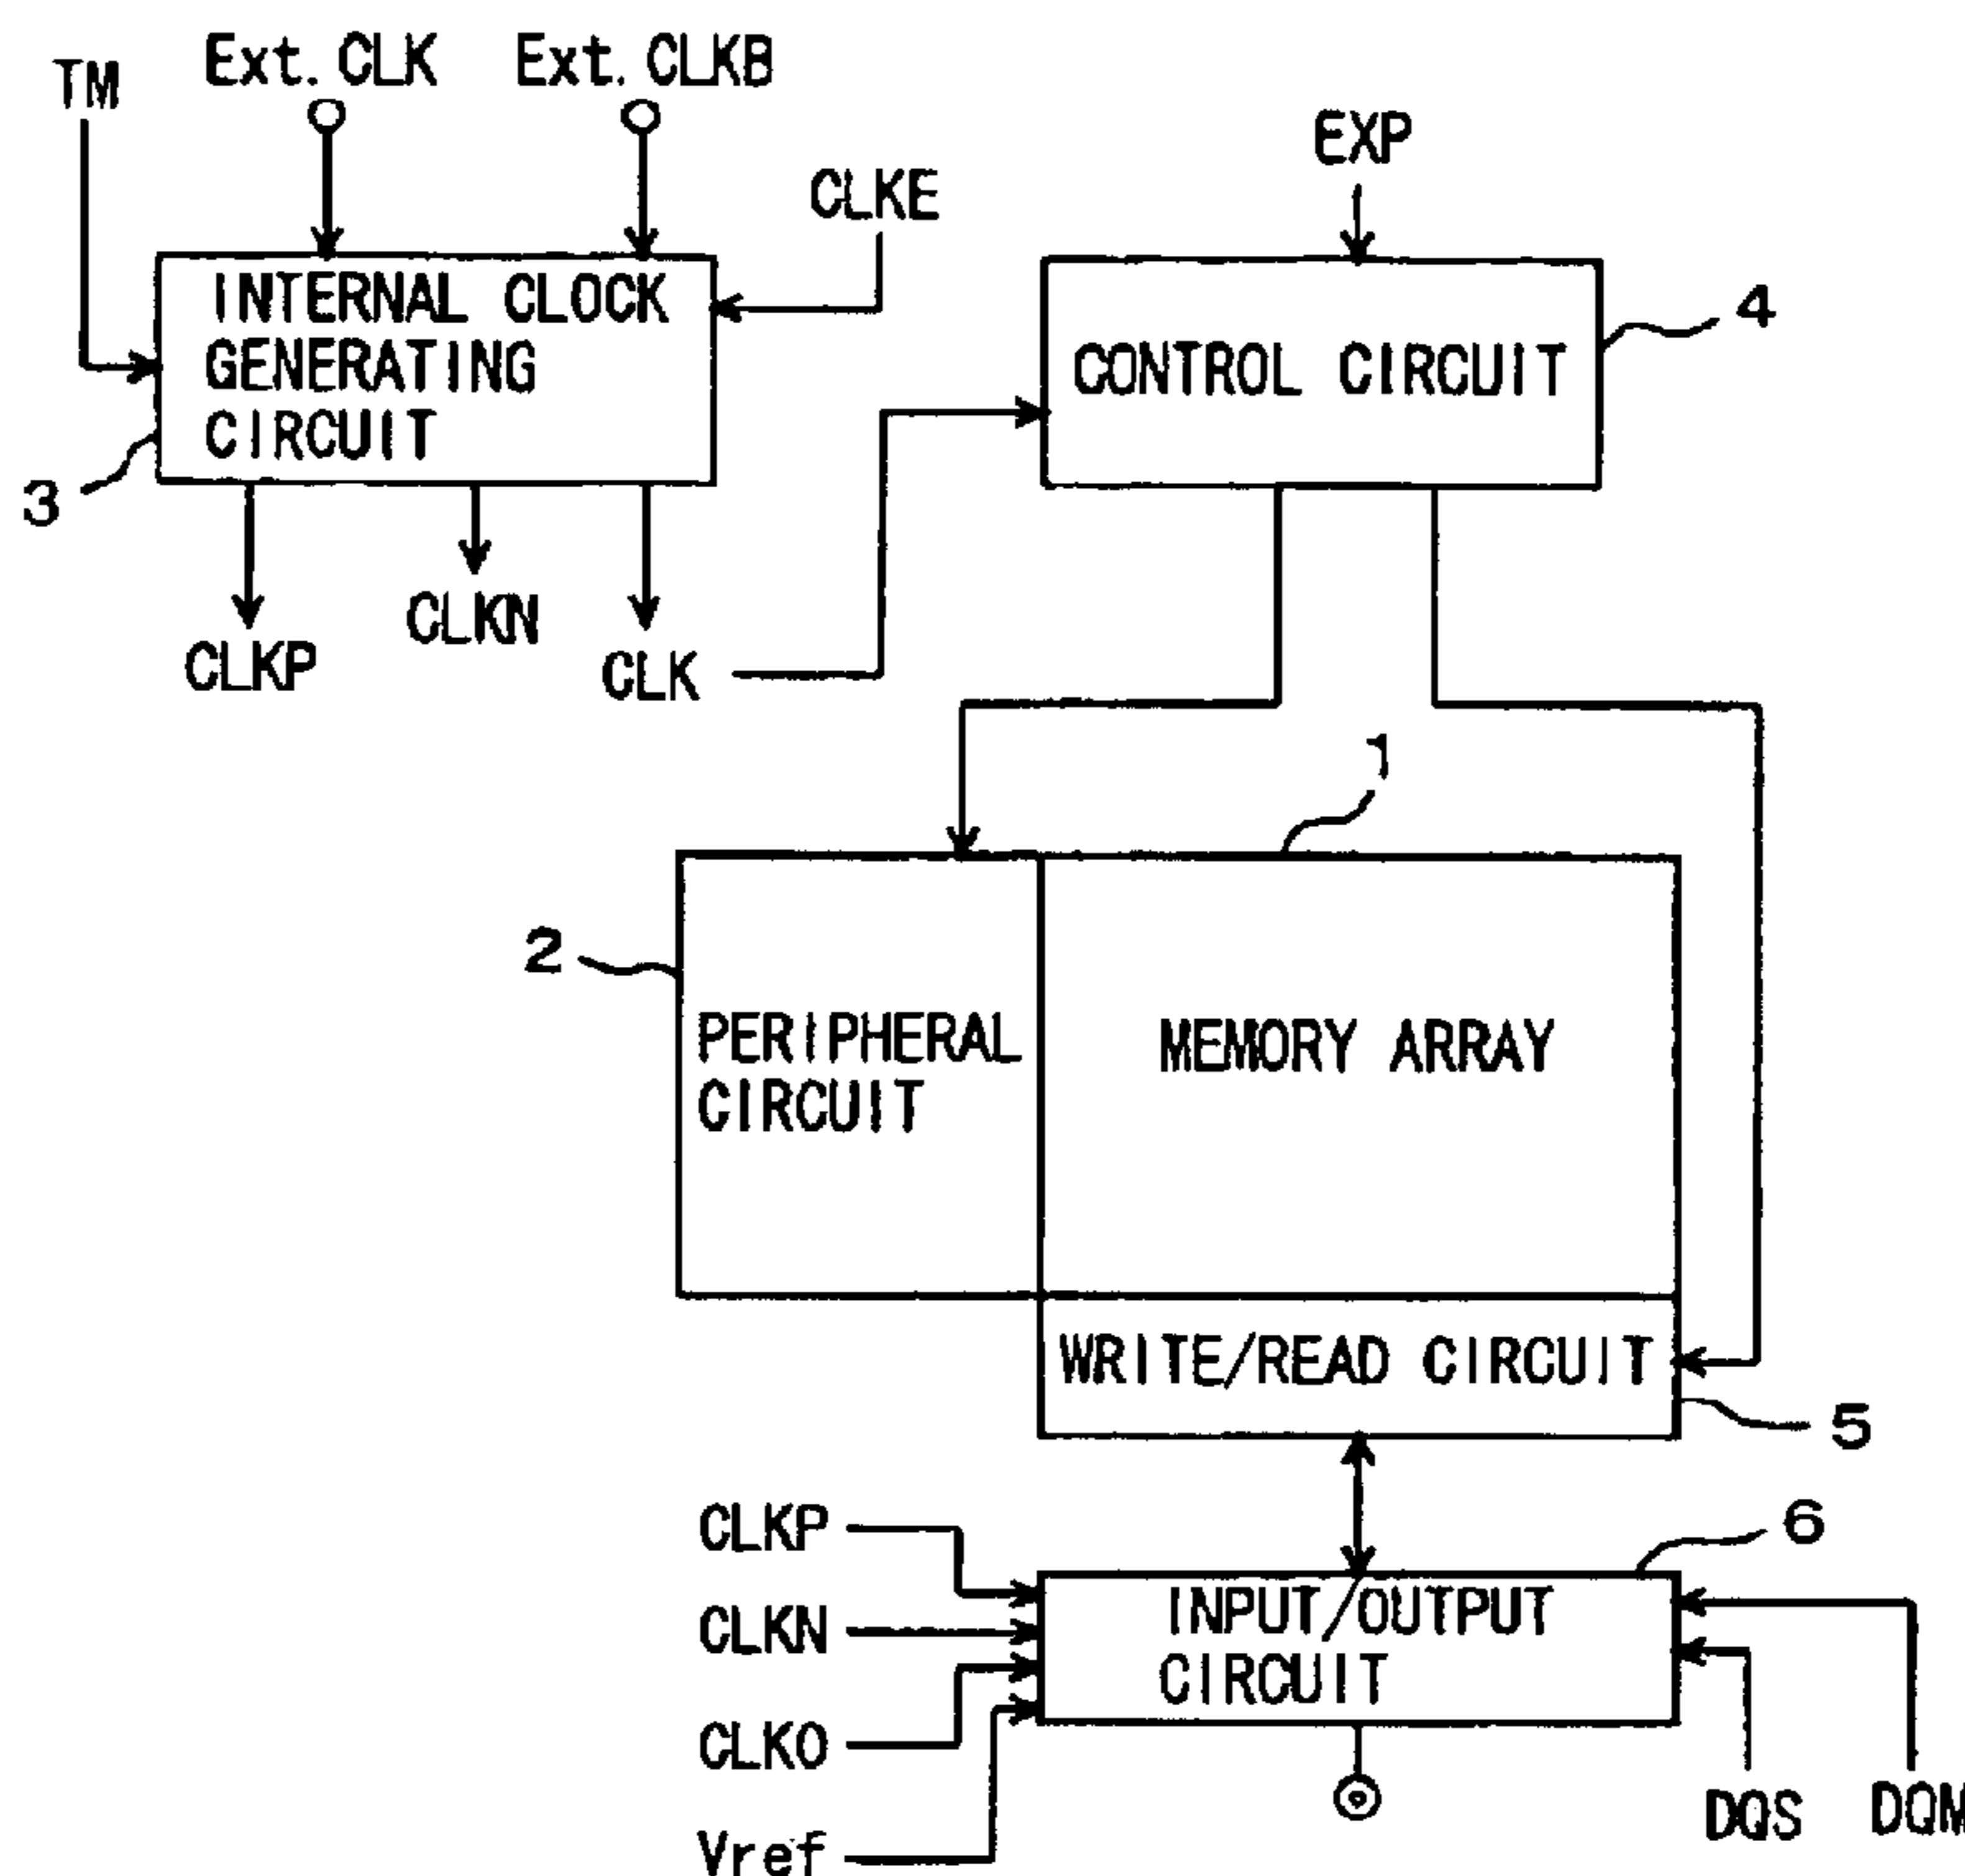 TM
Ext. CLK
Ext. CLKB
CLKE
EXP
INTERNAL CLOCK
GENERATING
CIRCUIT
3
CONTROL CIRCUIT
4
CLKP
CLKN
CLK
1
2
PERIPHERAL
CIRCUIT
MEMORY ARRAY
WRITE/READ CIRCUIT
5
CLKP
CLKN
CLKO
Vref
6
INPUT/OUTPUT
CIRCUIT
DQS
DQM